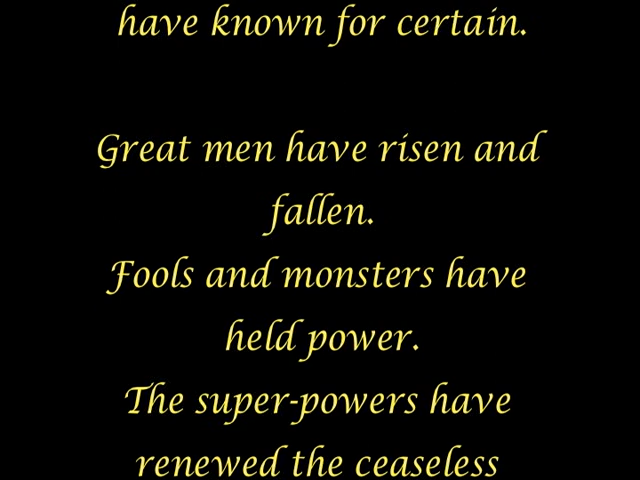 have known for certain.
Great men have risen and
fallen.
Fools and monsters have
held power.
The super-powers have
renewed the ceaseless